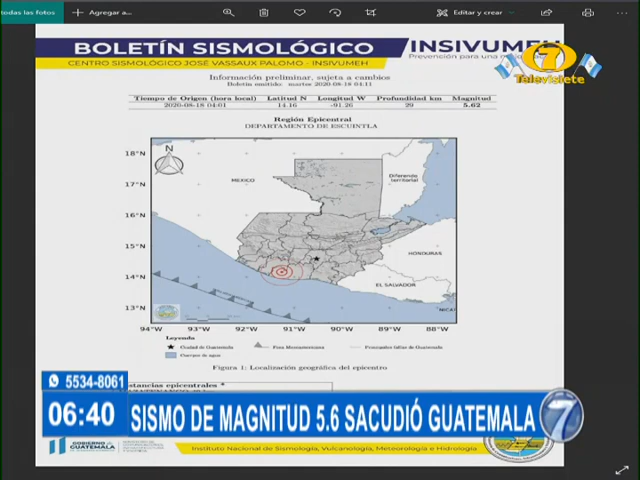 todas las fotos
Agregar a...
Editar y crear
BOLETÍN SISMOLÓGICO
INSIVUMEH
CENTRO SISMOLÓGICO JOSÉ VASSAUX PALOMO - INSIVUMEH
Prevención para una
7
Televisiete
Información preliminar, sujeta a cambios
Boletin emitido: martes 2020-08-18 04:11
Tiempo de Origen (hora local) Latitud N Longitud W Profundidad km Magnitud
2020-08-18 04:01 14.16 -91.26 29 5.62
Región Epicentral
DEPARTAMENTO DE ESCUINTLA
N
18°N
17°N
16°N
15°N
14°N
13°N
MEXICO
Diferendo
territorial
HONDURAS
EL SALVADOR
NICA
94°W 93°W 92°W 91°W 90°W 89°W 88°W
Leyenda
Ciudad de Guatemala
Fosa Mesoamericana
Principales fallas de Guatemala
Cuerpos de agua
Figura 1: Localización geográfica del epicentro
stancias epicentrales *
5534-8061
06:40
SISMO DE MAGNITUD 5.6 SACUDIÓ GUATEMALA
7
GOBIERNO de
GUATEMALA
Instituto Nacional de Sismología, Vulcanología, Meteorología e Hidrología